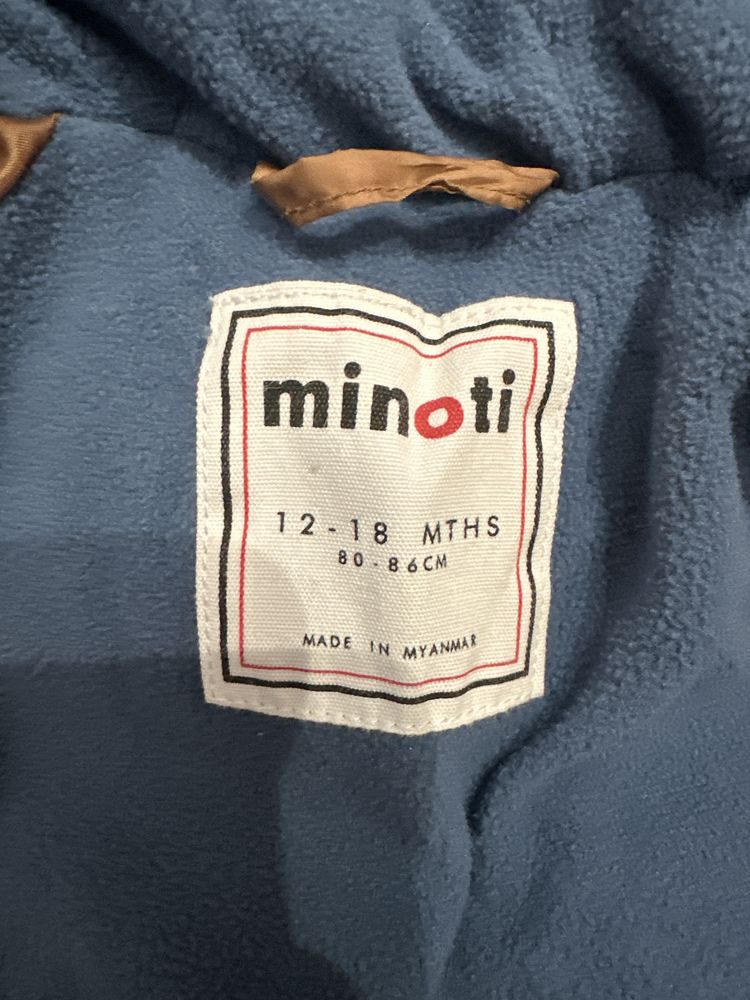 minoti
12-18 MTHS
80-86CM
MADE IN MYANMAR